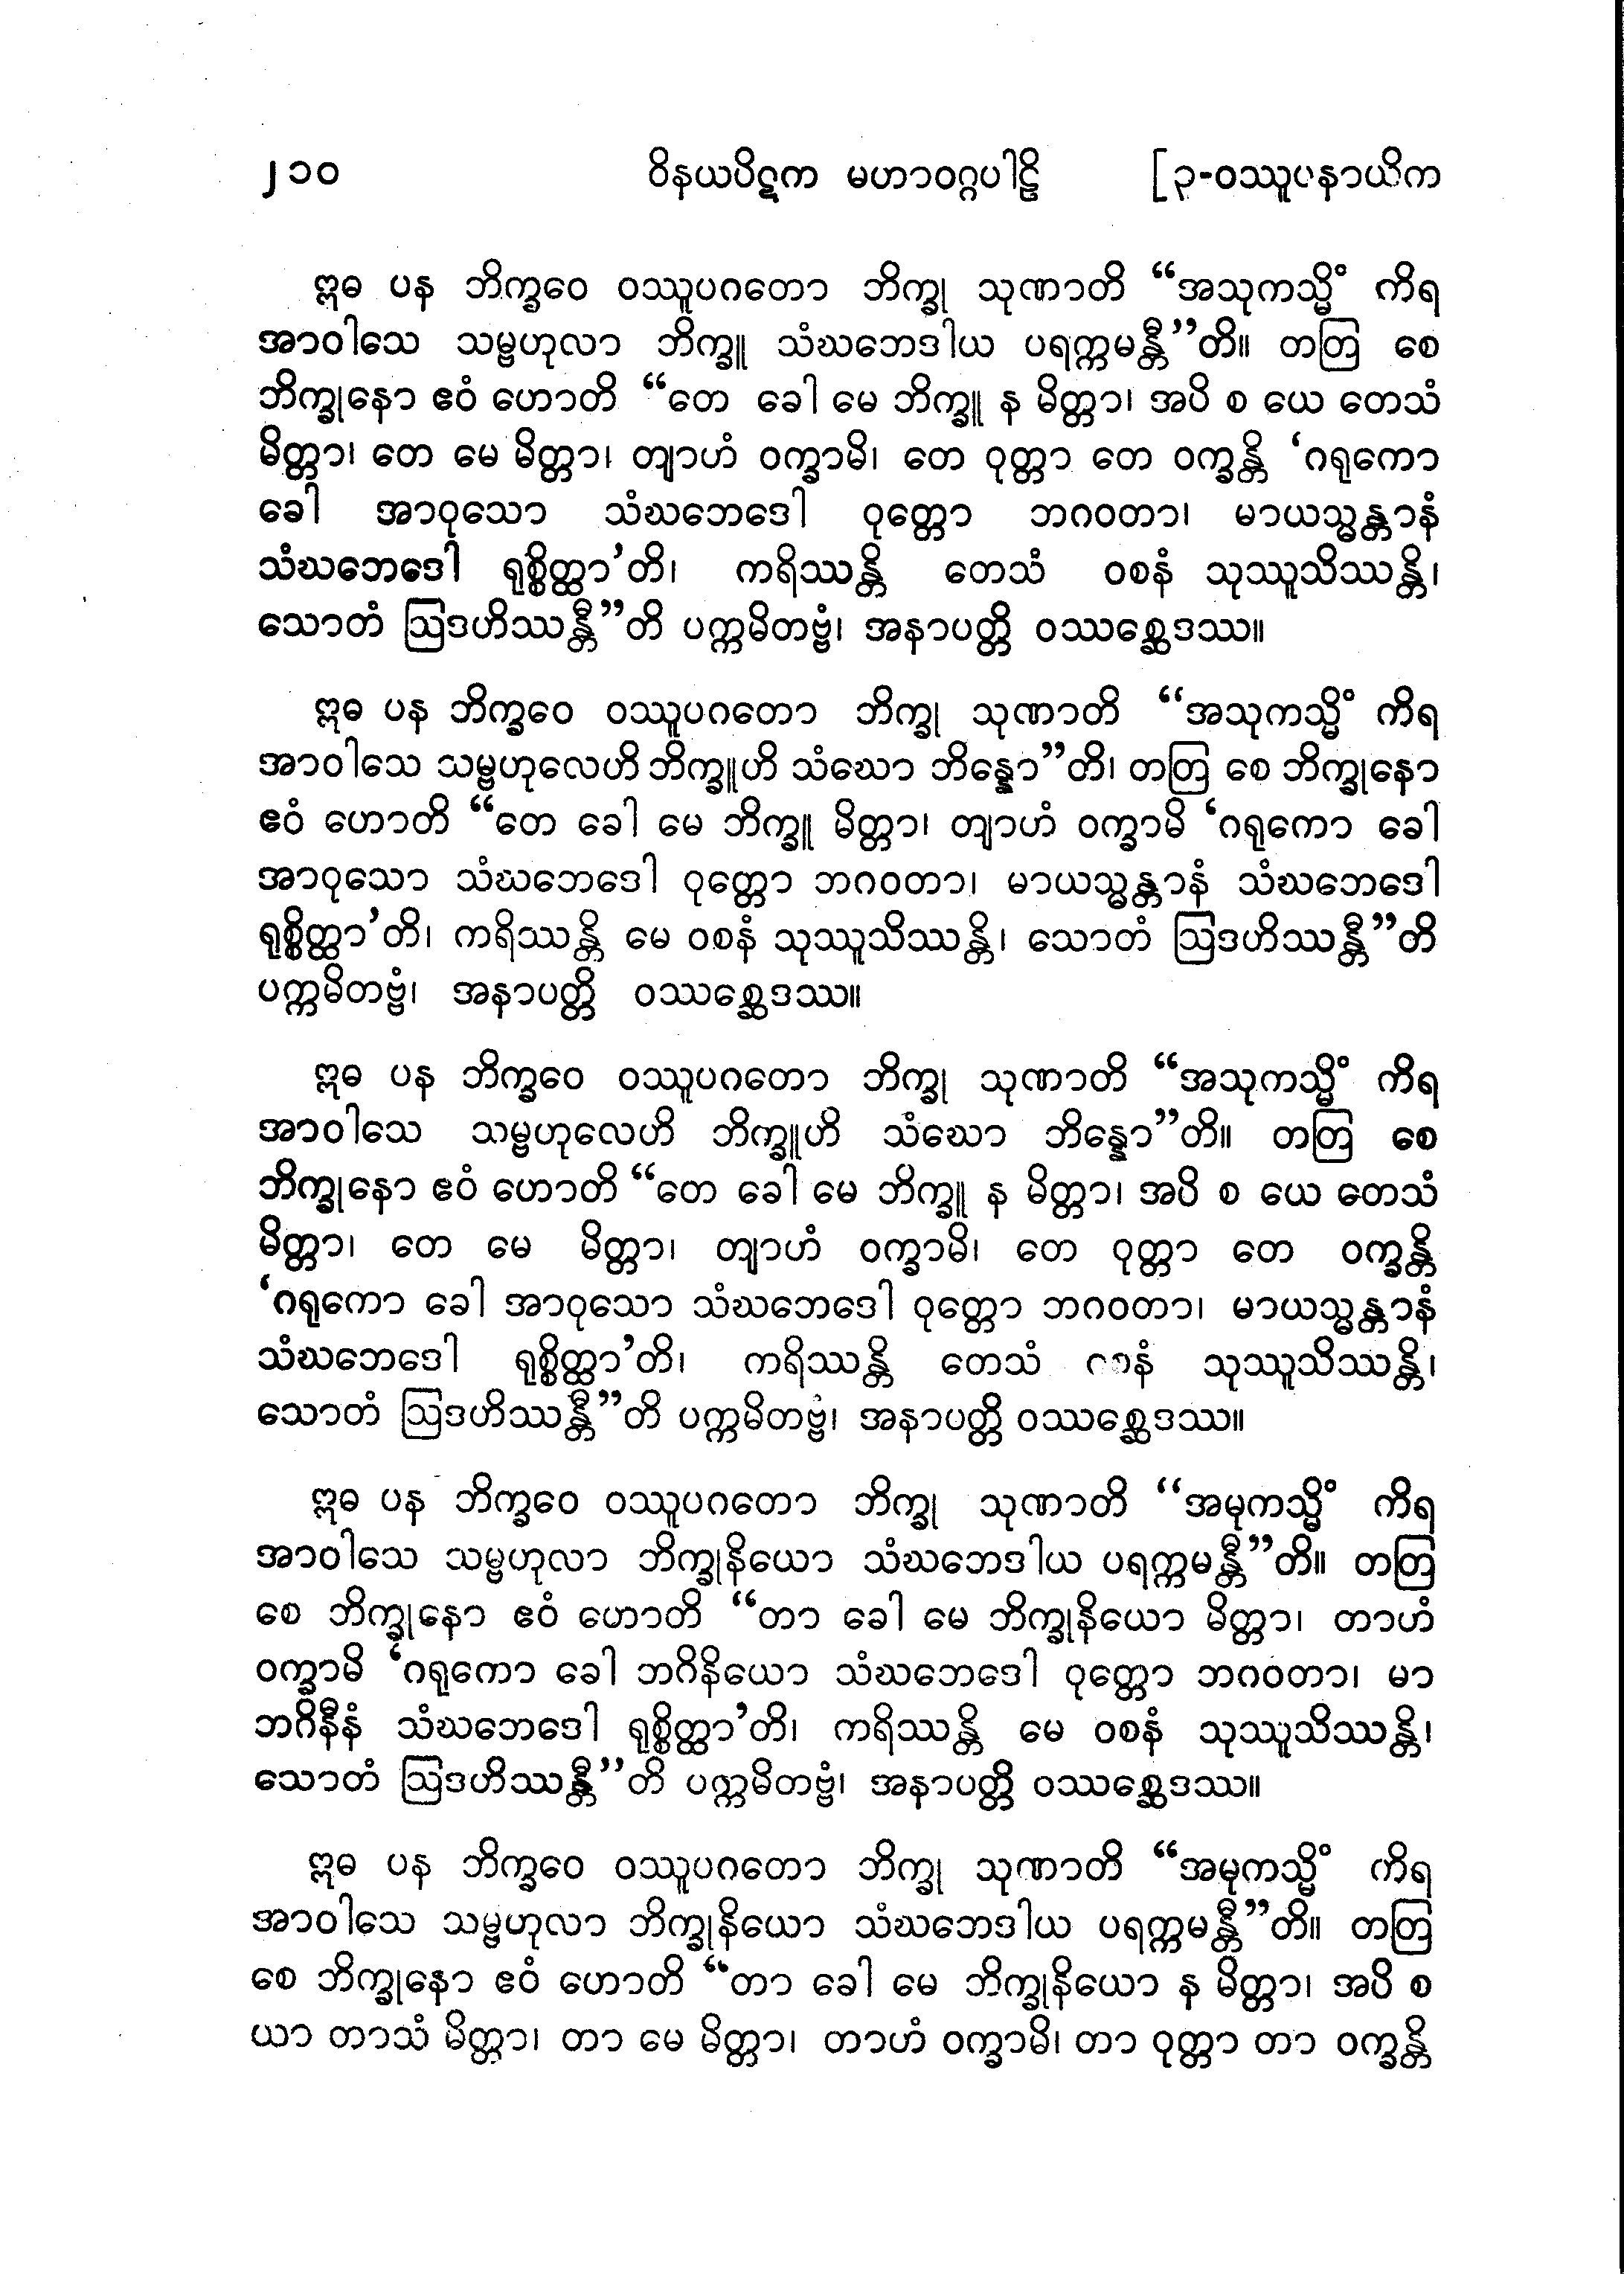 ၂၁၀ ဝိနယပိဋက မဟာဝဂ္ဂပါဠိ [၃-ဝဿူပနာယိက
ဣဓ ပန ဘိက္ခဝေ ဝဿူပဂတော ဘိက္ခု သုဏာတိ “အသုကသ္မိံ ကိရ
အာဝါသေ သမ္ဗဟုလာ ဘိက္ခူ သံဃဘေဒါယ ပရက္ကမန္တီ”တိ။ တတြ စေ
ဘိက္ခုနော ဧဝံ ဟောတိ “တေ ခေါ မေ ဘိက္ခူ န မိတ္တာ၊ အပိ စ ယေ တေသံ
မိတ္တာ၊ တေ မေ မိတ္တာ၊ တျာဟံ ဝက္ခာမိ၊ တေ ဝုတ္တာ တေ ဝက္ခန္တိ ‘ဂရုကော
ခေါ အာဝုသော သံဃဘေဒေါ ဝုတ္တော ဘဂဝတာ၊ မာယသ္မန္တာနံ
သံဃဘေဒေါ ရုစ္စိတ္ထာ’တိ၊ ကရိဿန္တိ တေသံ ဝစနံ သုဿူသိဿန္တိ၊
သောတံ ဩဒဟိဿန္တီ”တိ ပက္ကမိတဗ္ဗံ၊ အနာပတ္တိ ဝဿစ္ဆေဒဿ။
ဣဓ ပန ဘိက္ခဝေ ဝဿူပဂတော ဘိက္ခု သုဏာတိ “အသုကသ္မိံ ကိရ
အာဝါသေ သမ္ဗဟုလေဟိ ဘိက္ခူဟိ သံဃော ဘိန္နော”တိ၊ တတြ စေ ဘိက္ခုနော
ဧဝံ ဟောတိ “တေ ခေါ မေ ဘိက္ခူ မိတ္တာ၊ တျာဟံ ဝက္ခာမိ ‘ဂရုကော ခေါ
အာဝုသော သံဃဘေဒေါ ဝုတ္တော ဘဂဝတာ၊ မာယသ္မန္တာနံ သံဃဘေဒေါ
ရုစ္စိတ္ထာ’တိ၊ ကရိဿန္တိ မေ ဝစနံ သုဿူသိဿန္တိ၊ သောတံ ဩဒဟိဿန္တီ”တိ
ပက္ကမိတဗ္ဗံ၊ အနာပတ္တိ ဝဿစ္ဆေဒဿ။
ဣဓ ပန ဘိက္ခဝေ ဝဿူပဂတော ဘိက္ခု သုဏာတိ “အသုကသ္မိံ ကိရ
အာဝါသေ သမ္ဗဟုလေဟိ ဘိက္ခူဟိ သံဃော ဘိန္နော”တိ။ တတြ စေ
ဘိက္ခုနော ဧဝံ ဟောတိ “တေ ခေါ မေ ဘိက္ခူ န မိတ္တာ၊ အပိ စ ယေ တေသံ
မိတ္တာ၊ တေ မေ မိတ္တာ၊ တျာဟံ ဝက္ခာမိ၊ တေ ဝုတ္တာ တေ ဝက္ခန္တိ
‘ဂရုကော ခေါ အာဝုသော သံဃဘေဒေါ ဝုတ္တော ဘဂဝတာ၊ မာယသ္မန္တာနံ
သံဃဘေဒေါ ရုစ္စိတ္ထာ’တိ၊ ကရိဿန္တိ တေသံ သုဿူသိဿန္တိ၊
သောတံ ဩဒဟိဿန္တီ”တိ ပက္ကမိတဗ္ဗံ၊ အနာပတ္တိ ဝဿစ္ဆေဒဿ။
ဣဓ ပန ဘိက္ခဝေ ဝဿူပဂတော ဘိက္ခု သုဏာတိ “အမုကသ္မိံ ကိရ
အာဝါသေ သမ္ဗဟုလာ ဘိက္ခုနိယော သံဃဘေဒါယ ပရက္ကမန္တီ”တိ။ တတြ
စေ ဘိက္ခုနော ဧဝံ ဟောတိ “တာ ခေါ မေ ဘိက္ခုနိယော မိတ္တာ၊ တာဟံ
ဝက္ခာမိ ‘ဂရုကော ခေါ ဘဂိနိယော သံဃဘေဒေါ ဝုတ္တော ဘဂဝတာ၊ မာ
ဘဂိနီနံ သံဃဘေဒေါ ရုစ္စိတ္ထာ’တိ၊ ကရိဿန္တိ မေ ဝစနံ သုဿူသိဿန္တိ၊
သောတံ ဩဒဟိဿန္တီ”တိ ပက္ကမိတဗ္ဗံ၊ အနာပတ္တိ ဝဿစ္ဆေဒဿ။
ဣဓ ပန ဘိက္ခဝေ ဝဿူပဂတော ဘိက္ခု သုဏာတိ “အမုကသ္မိံ ကိရ
အာဝါသေ သမ္ဗဟုလာ ဘိက္ခုနိယော သံဃဘေဒါယ ပရက္ကမန္တီ”တိ။ တတြ
စေ ဘိက္ခုနော ဧဝံ ဟောတိ “တာ ခေါ မေ ဘိက္ခုနိယော န မိတ္တာ၊ အပိ စ
ယာ တာသံ မိတ္တာ၊ တာ မေ မိတ္တာ၊ တာဟံ ဝက္ခာမိ၊ တာ ဝုတ္တာ တာ ဝက္ခန္တိ